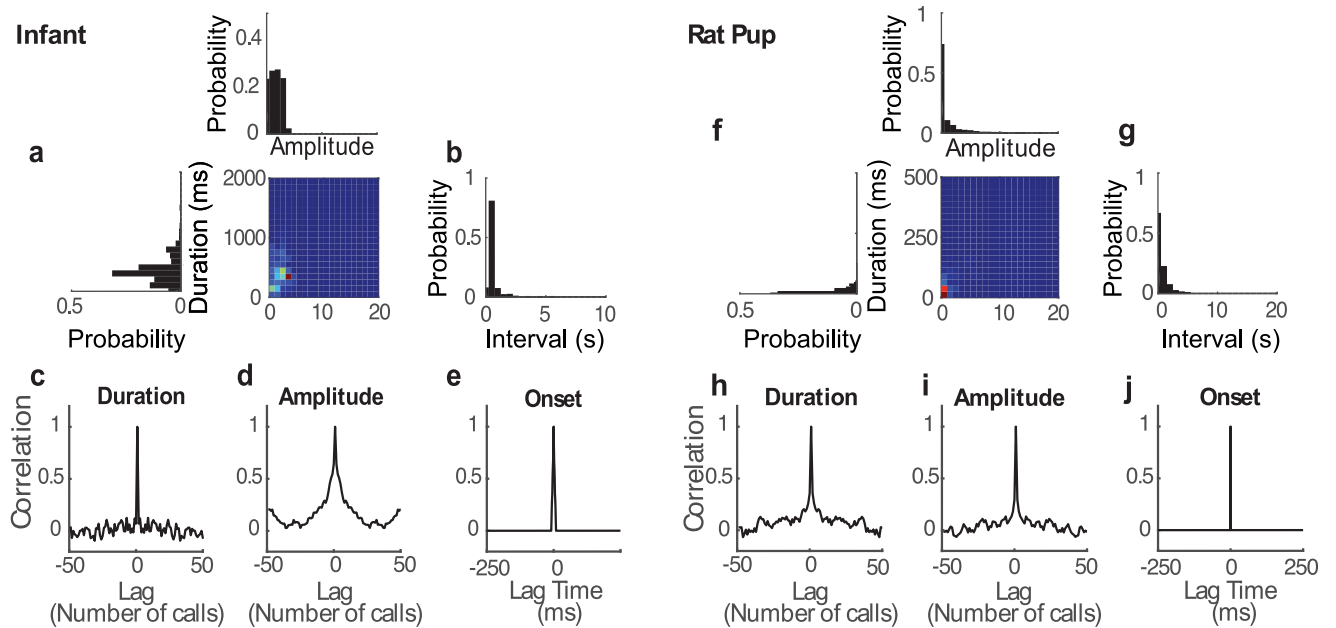 Infant
Probability
0.5
0.4
0.2
0
Amplitude
a
Duration (ms)
2000
1000
0
0 10 20
0.5 0
Probability
b
Probability
1
0.5
0
0 5 10
Interval (s)
c
Duration
Correlation
1
0.5
0
-50 0 50
Lag
(Number of calls)
d
Amplitude
1
0.5
0
-50 0 50
Lag
(Number of calls)
e
Onset
1
0.5
0
-250 0
Lag Time
(ms)
Rat Pup
Probability
1
0.5
0
Amplitude
f
Duration (ms)
500
250
0
0 10 20
0.5 0
Probability
g
Probability
1
0.5
0
0 10 20
Interval (s)
h
Duration
1
0.5
0
-50 0 50
Lag
(Number of calls)
i
Amplitude
1
0.5
0
-50 0 50
Lag
(Number of calls)
j
Onset
1
0.5
0
-250 0 250
Lag Time
(ms)